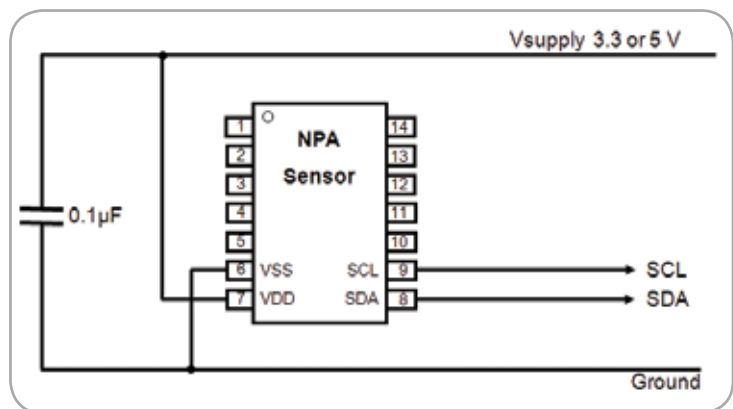 Vsupply 3.3 or 5 V
NPA
Sensor
1
14
2
13
3
12
0.1µF
4
11
5
10
6 VSS SCL 9 SCL
7 VDD SDA 8 SDA
Ground